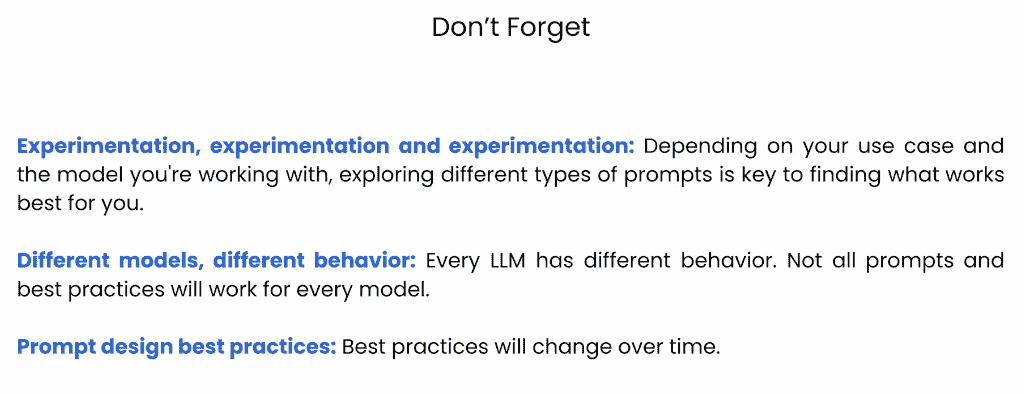 Don’t Forget
Experimentation, experimentation and experimentation: Depending on your use case and
the model you're working with, exploring different types of prompts is key to finding what works
best for you.
Different models, different behavior: Every LLM has different behavior. Not all prompts and
best practices will work for every model.
Prompt design best practices: Best practices will change over time.